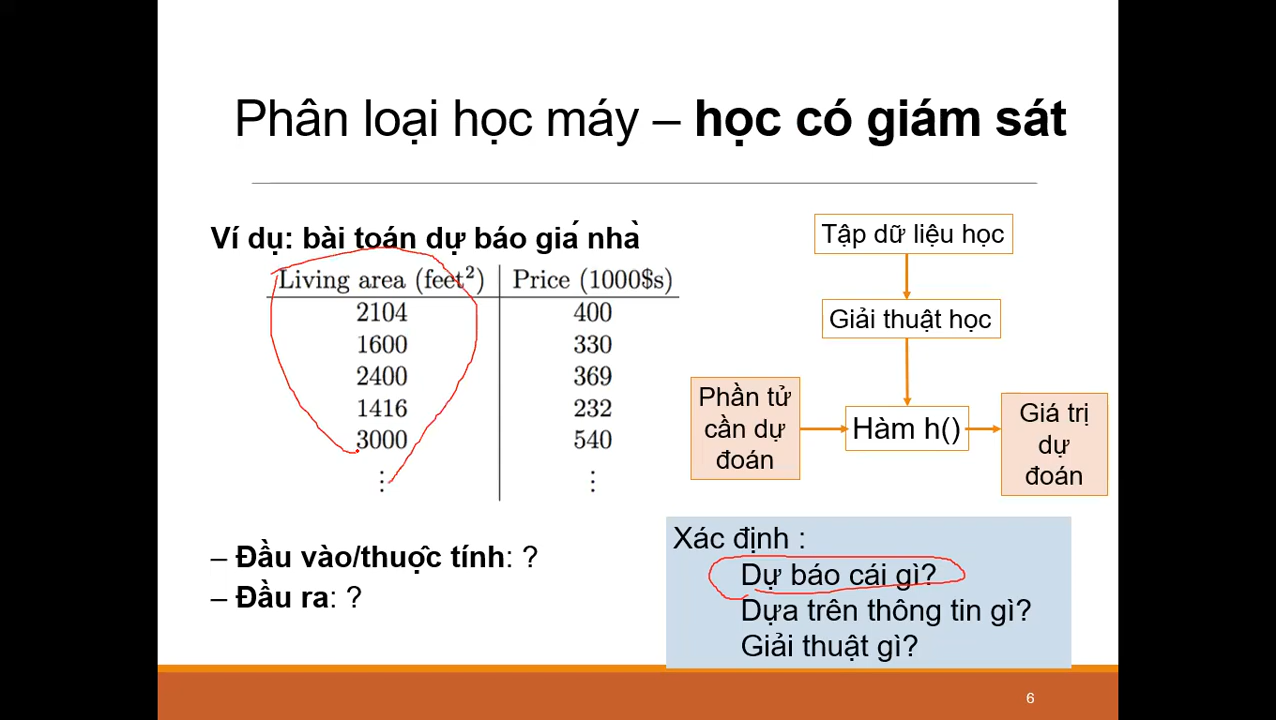 Phân loại học máy – học có giám sát
Ví dụ: bài toán dự báo giá nhà
Living area (feet²) Price (1000$s)
2104 400
1600 330
2400 369
1416 232
3000 540
⋮ ⋮
– Đầu vào/thuộc tính: ?
– Đầu ra: ?
Tập dữ liệu học
Giải thuật học
Phần tử
cần dự
đoán
Hàm h()
Giá trị
dự
đoán
Xác định :
Dự báo cái gì?
Dựa trên thông tin gì?
Giải thuật gì?
6